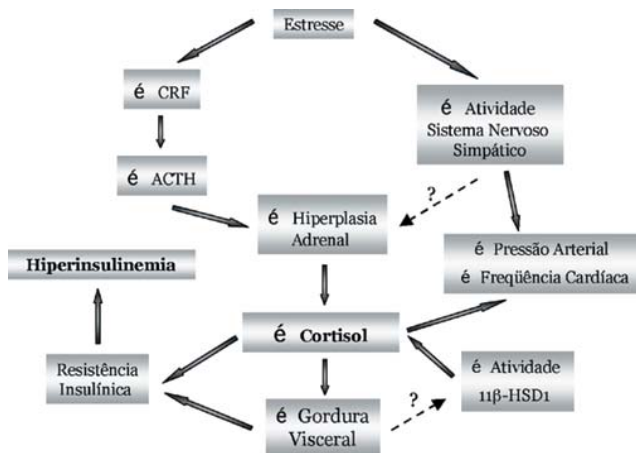 Estresse
é CRF
é Atividade
Sistema Nervoso
Simpático
é ACTH
?
é Hiperplasia
Adrenal
é Pressão Arterial
é Freqüência Cardíaca
Hiperinsulinemia
é Cortisol
Resistência
Insulínica
é Atividade
11β-HSD1
?
é Gordura
Visceral